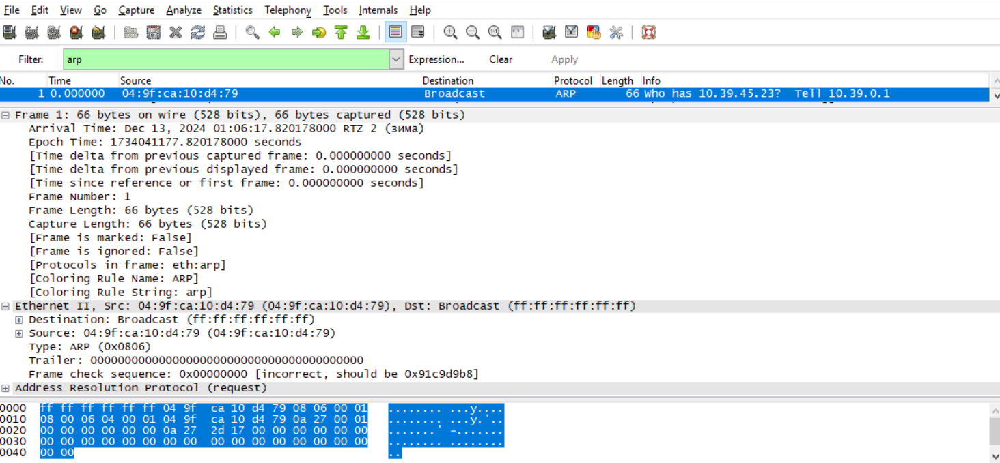 File Edit View Go Capture Analyze Statistics Telephony Tools Internals Help
Filter: arp Expression... Clear Apply
No. Time Source Destination Protocol Length Info
1 0.000000 04:9f:ca:10:d4:79 Broadcast ARP 66 Who has 10.39.45.23? Tell 10.39.0.1
Frame 1: 66 bytes on wire (528 bits), 66 bytes captured (528 bits)
Arrival Time: Dec 13, 2024 01:06:17.820178000 RTZ 2 (зима)
Epoch Time: 1734041177.820178000 seconds
[Time delta from previous captured frame: 0.000000000 seconds]
[Time delta from previous displayed frame: 0.000000000 seconds]
[Time since reference or first frame: 0.000000000 seconds]
Frame Number: 1
Frame Length: 66 bytes (528 bits)
Capture Length: 66 bytes (528 bits)
[Frame is marked: False]
[Frame is ignored: False]
[Protocols in frame: eth:arp]
[Coloring Rule Name: ARP]
[Coloring Rule String: arp]
Ethernet II, Src: 04:9f:ca:10:d4:79 (04:9f:ca:10:d4:79), Dst: Broadcast (ff:ff:ff:ff:ff:ff)
Destination: Broadcast (ff:ff:ff:ff:ff:ff)
Source: 04:9f:ca:10:d4:79 (04:9f:ca:10:d4:79)
Type: ARP (0x0806)
Trailer: 0000000000000000000000000000000000000000
Frame check sequence: 0x00000000 [incorrect, should be 0x91c9d9b8]
Address Resolution Protocol (request)
0000 ff ff ff ff ff ff 04 9f ca 10 d4 79 08 06 00 01 ........ ...y....
0010 08 00 06 04 00 01 04 9f ca 10 d4 79 0a 27 00 01 ........ ...y.'..
0020 00 00 00 00 00 00 0a 27 2d 17 00 00 00 00 00 00 .......' -.......
0030 00 00 00 00 00 00 00 00 00 00 00 00 00 00 00 00 ........ ........
0040 00 00 ..